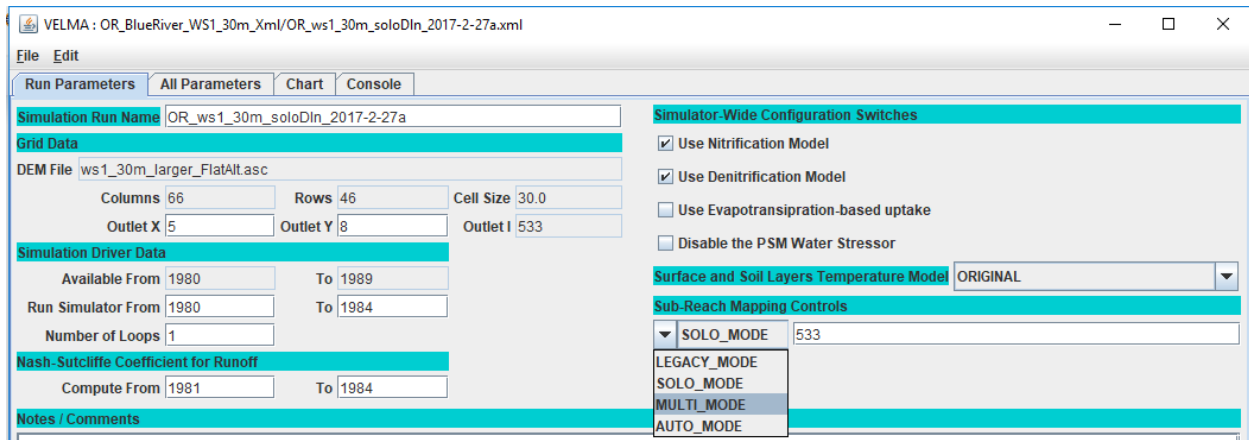 VELMA : OR_BlueRiver_WS1_30m_Xml/OR_ws1_30m_soloDIn_2017-2-27a.xml
File Edit
Run Parameters All Parameters Chart Console
Simulation Run Name OR_ws1_30m_soloDIn_2017-2-27a
Grid Data
DEM File ws1_30m_larger_FlatAlt.asc
Columns 66 Rows 46 Cell Size 30.0
Outlet X 5 Outlet Y 8 Outlet I 533
Simulation Driver Data
Available From 1980 To 1989
Run Simulator From 1980 To 1984
Number of Loops 1
Nash-Sutcliffe Coefficient for Runoff
Compute From 1981 To 1984
Notes / Comments
Simulator-Wide Configuration Switches
Use Nitrification Model
Use Denitrification Model
Use Evapotransipration-based uptake
Disable the PSM Water Stressor
Surface and Soil Layers Temperature Model ORIGINAL
Sub-Reach Mapping Controls
SOLO_MODE 533
LEGACY_MODE
SOLO_MODE
MULTI_MODE
AUTO_MODE